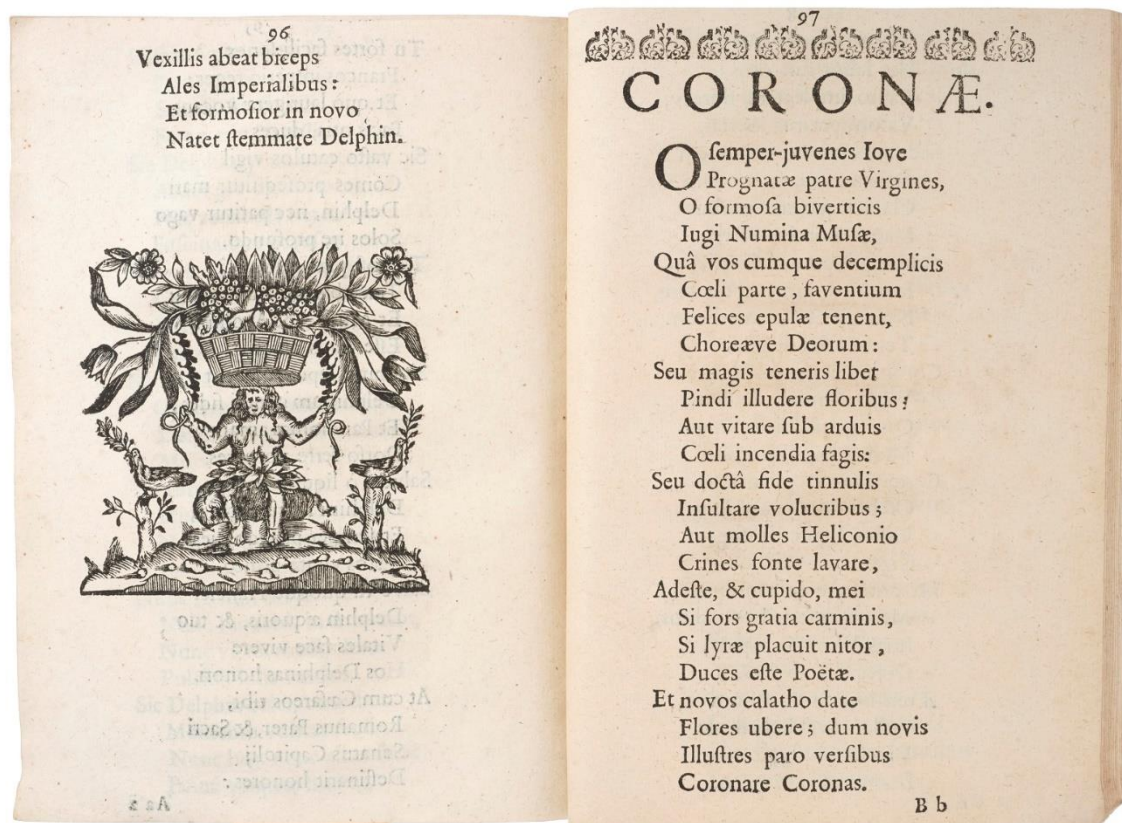 96
Vexillis abeat biceps
Ales Imperialibus:
Et formosior in novo
Natet stemmate Delphin.
97
CORONÆ.
O semper-juvenes Iove
Prognatæ patre Virgines,
O formosa biverticis
Iugi Numina Musæ,
Quâ vos cumque decemplicis
Cœli parte, faventium
Felices epulæ tenent,
Choreæve Deorum:
Seu magis teneris libet
Pindi illudere floribus:
Aut vitare sub arduis
Cœli incendia fagis:
Seu doctâ fide tinnulis
Insultare volucribus;
Aut molles Heliconio
Crines fonte lavare,
Adeste, & cupido, mei
Si fors gratia carminis,
Si lyræ placuit nitor,
Duces este Poëtæ.
Et novos calatho date
Flores ubere; dum novis
Illustres paro versibus
Coronare Coronas.
B b